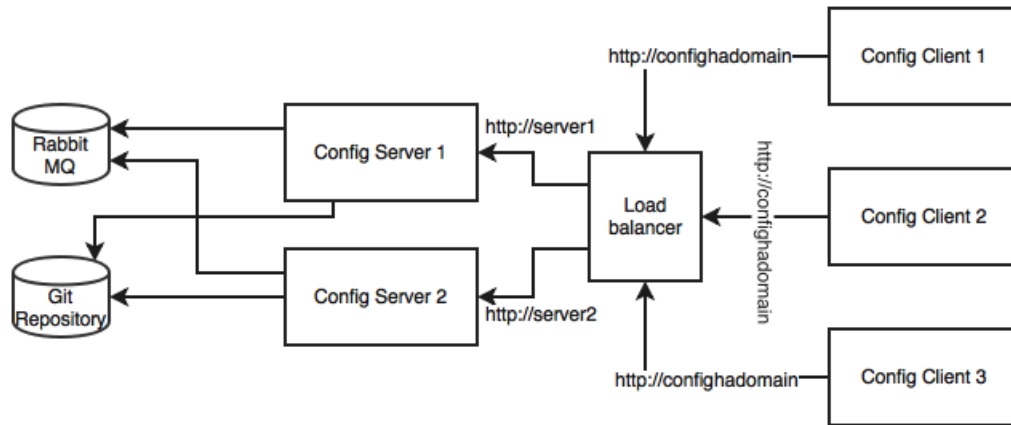 http://confighadomain
Config Client 1
Rabbit
MQ
Config Server 1
http://server1
Load
balancer
http://confighadomain
Config Client 2
Git
Repository
Config Server 2
http://server2
http://confighadomain
Config Client 3